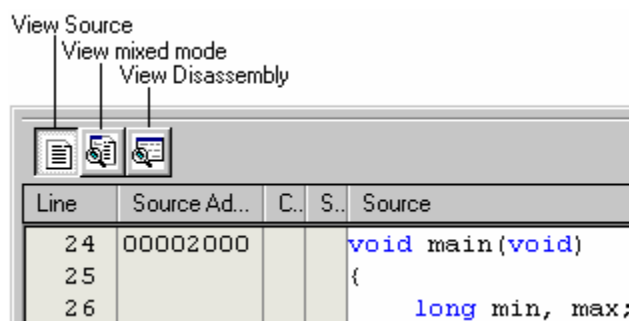 View Source
View mixed mode
View Disassembly
Line Source Ad... C.. S.. Source
24 00002000 void main(void)
25 {
26 long min, max;